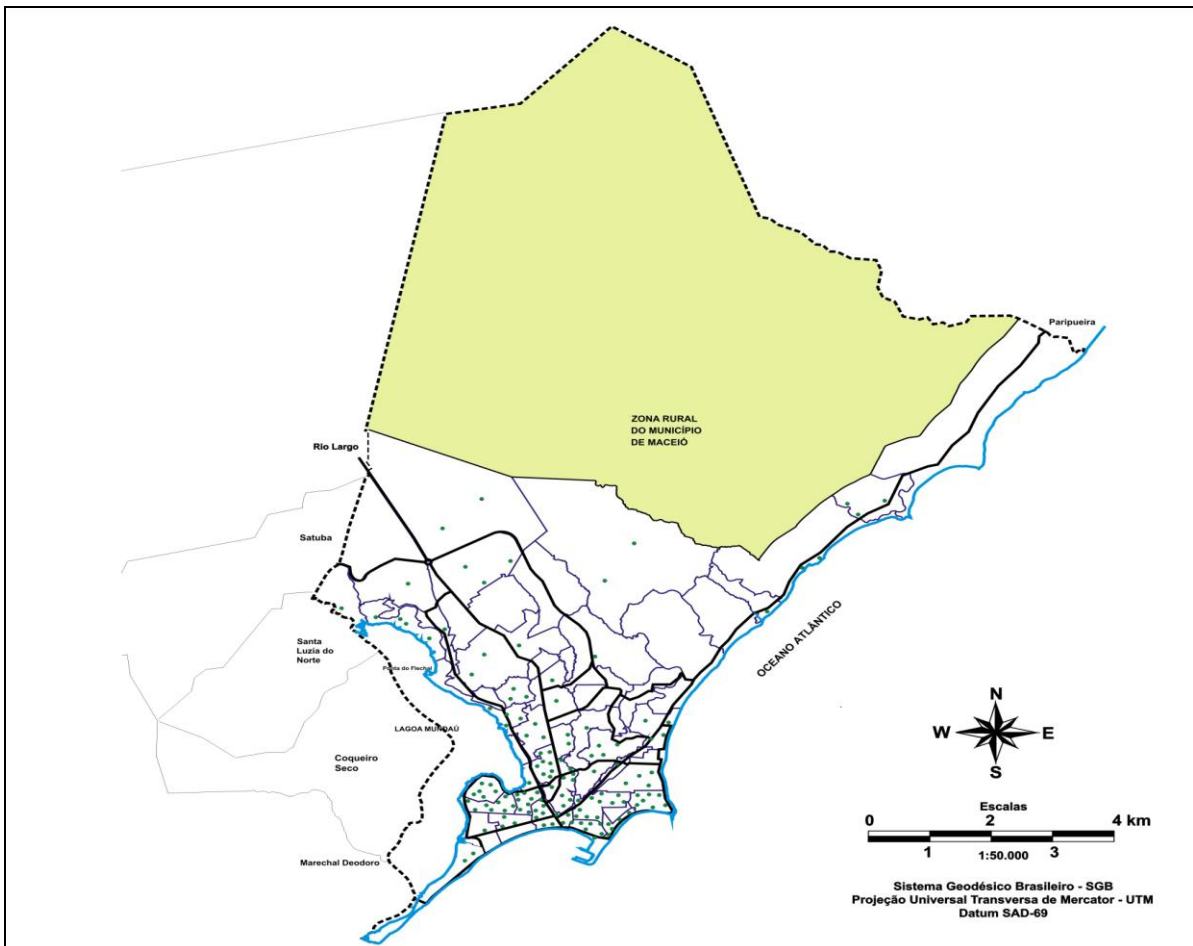 Paripueira
ZONA RURAL
DO MUNICÍPIO
DE MACEIÓ
Rio Largo
Satuba
Santa
Luzia do
Norte
Ponta do Flechal
OCEANO ATLÂNTICO
LAGOA MUNDAÚ
Coqueiro
Seco
Marechal Deodoro
N
W E
S
Escalas
0 2 4 km
1 1:50.000 3
Sistema Geodésico Brasileiro - SGB
Projeção Universal Transversa de Mercator - UTM
Datum SAD-69